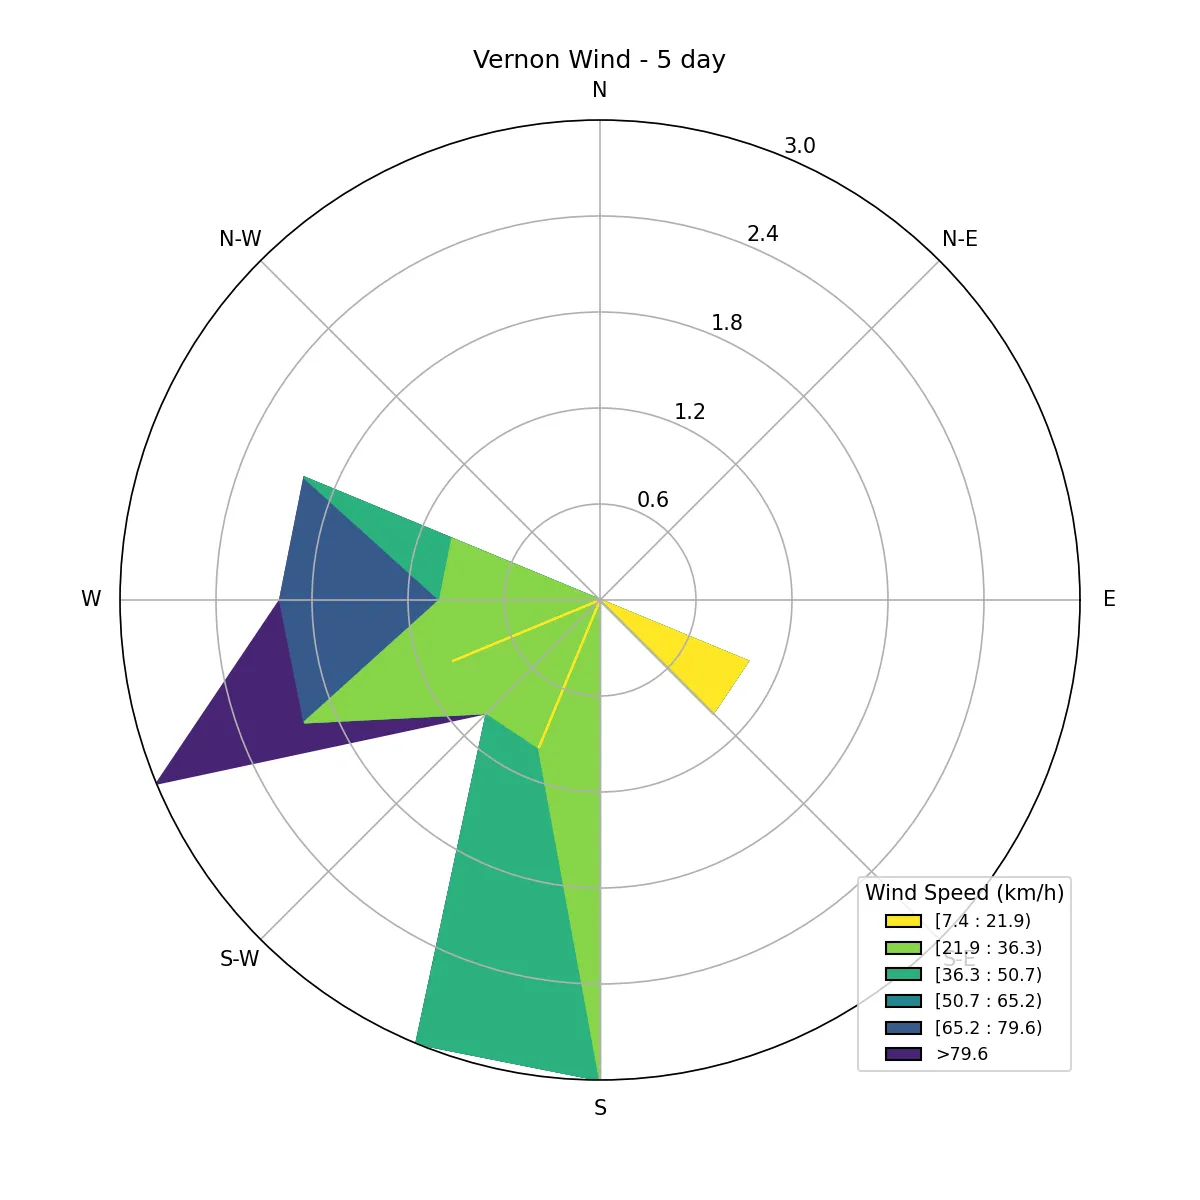 Vernon Wind - 5 day
N
3.0
N-W
N-E
2.4
1.8
1.2
0.6
W
E
S-W
S-E
S
Wind Speed (km/h)
[7.4 : 21.9)
[21.9 : 36.3)
[36.3 : 50.7)
[50.7 : 65.2)
[65.2 : 79.6)
>79.6